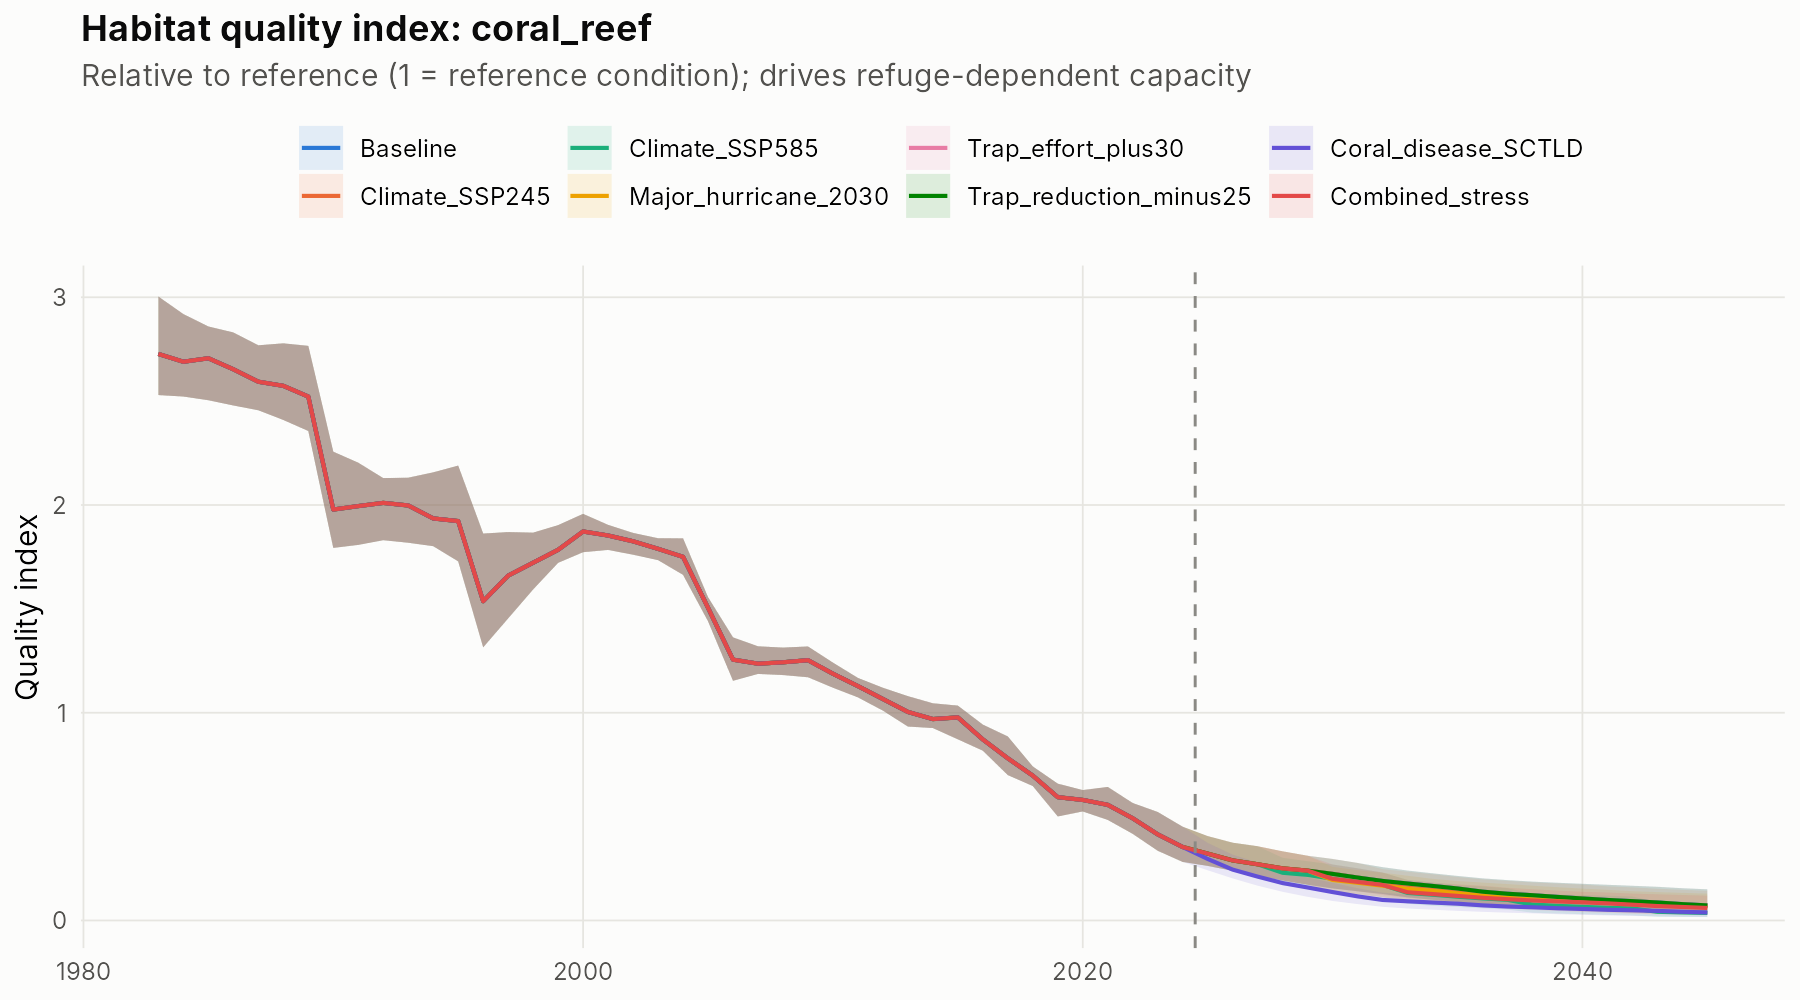 Habitat quality index: coral_reef
Relative to reference (1 = reference condition); drives refuge-dependent capacity
Baseline Climate_SSP585 Trap_effort_plus30 Coral_disease_SCTLD
Climate_SSP245 Major_hurricane_2030 Trap_reduction_minus25 Combined_stress
Quality index
3
2
1
0
1980 2000 2020 2040